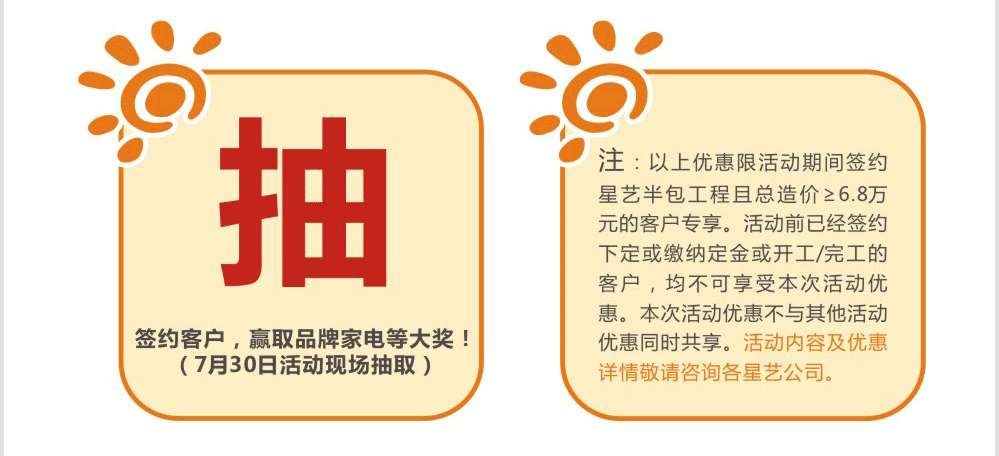 抽
签约客户，赢取品牌家电等大奖！
（7月30日活动现场抽取）
注：以上优惠限活动期间签约
星艺半包工程且总造价≥6.8万
元的客户专享。活动前已经签约
下定或缴纳定金或开工/完工的
客户，均不可享受本次活动优
惠。本次活动优惠不与其他活动
优惠同时共享。活动内容及优惠
详情敬请咨询各星艺公司。